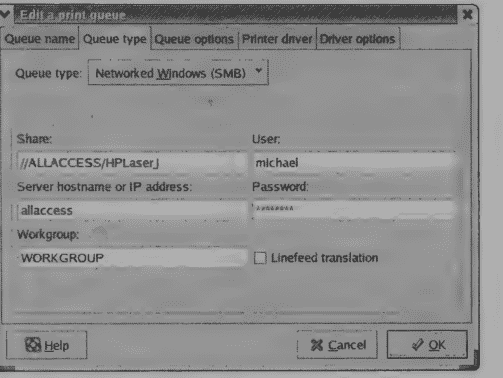 Edit a print queue
Queue name Queue type Queue options Printer driver Driver options
Queue type: Networked Windows (SMB)
Share: User:
//ALLACCESS/HPLaserJ michael
Server hostname or IP address: Password:
allaccess ********
Workgroup:
WORKGROUP Linefeed translation
Help Cancel OK